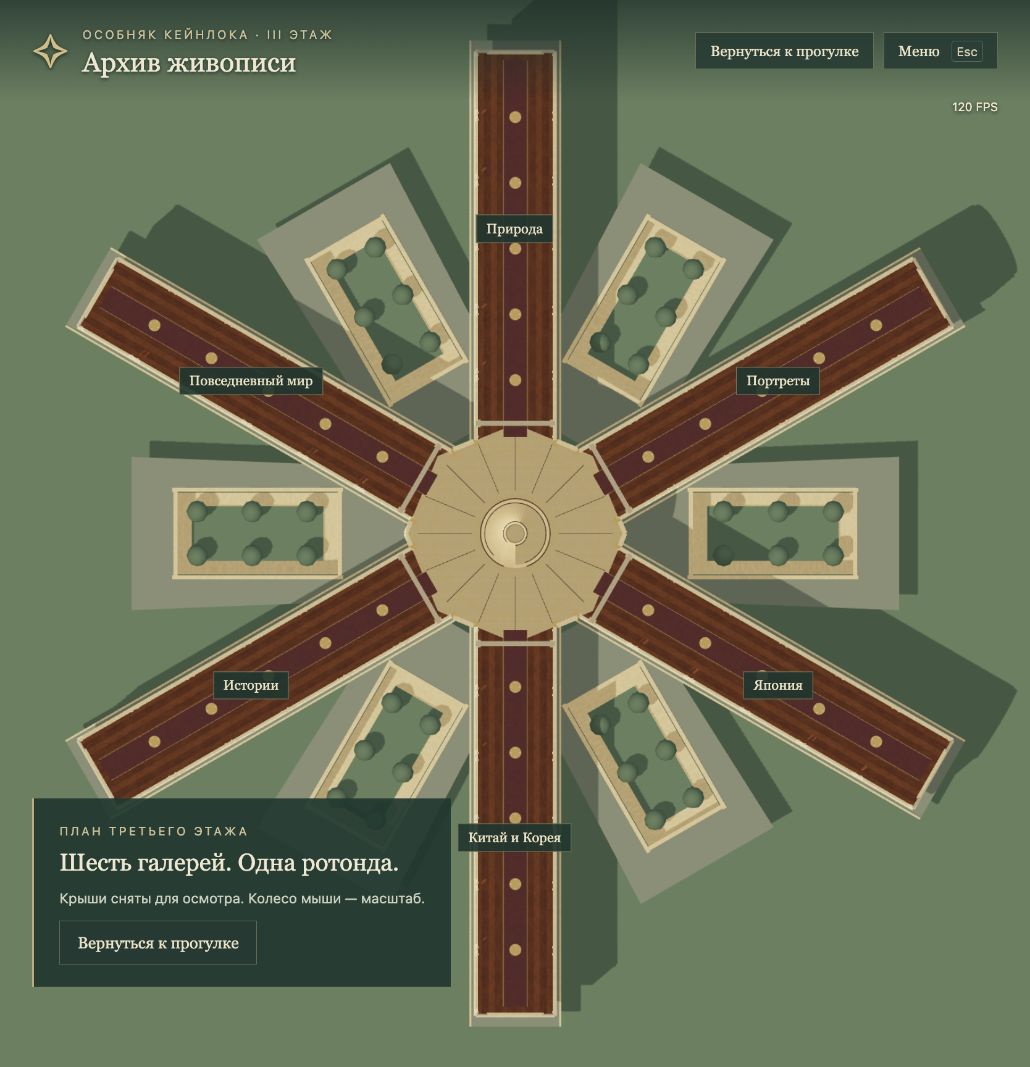 ОСОБНЯК КЕЙНЛОКА · III ЭТАЖ
Архив живописи
Вернуться к прогулке
Меню Esc
120 FPS
Природа
Повседневный мир
Портреты
Истории
Япония
Китай и Корея
ПЛАН ТРЕТЬЕГО ЭТАЖА
Шесть галерей. Одна ротонда.
Крыши сняты для осмотра. Колесо мыши — масштаб.
Вернуться к прогулке